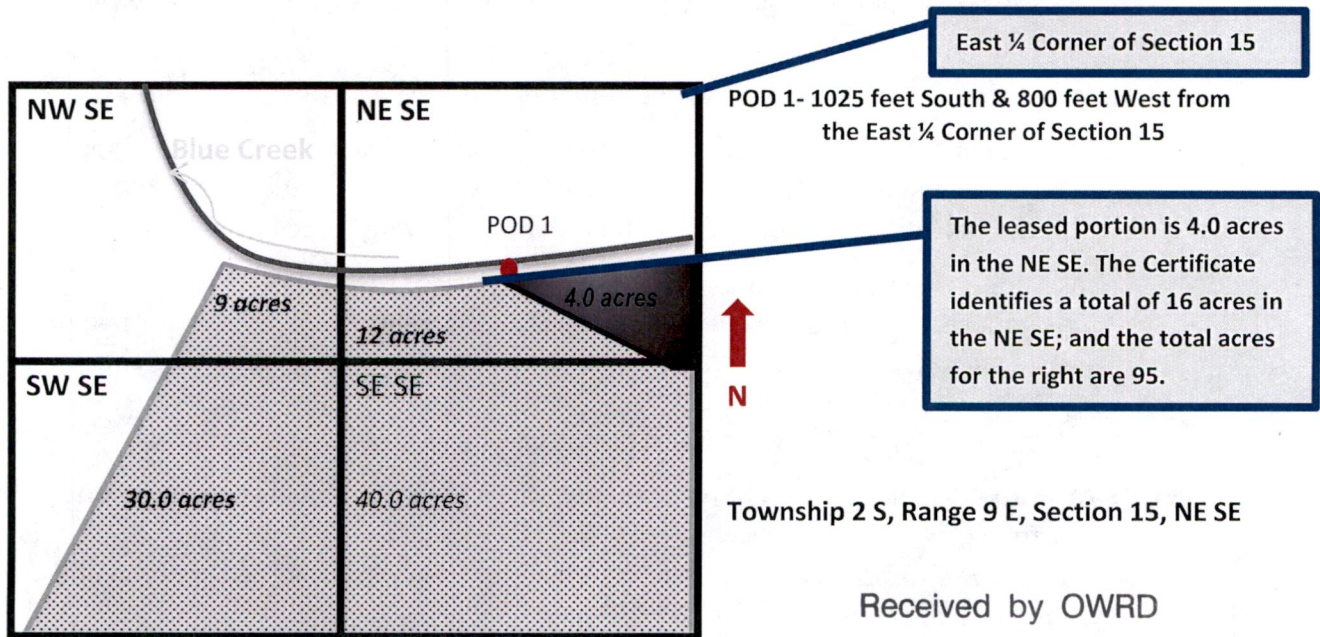 East ¼ Corner of Section 15
NW SE
NE SE
POD 1- 1025 feet South & 800 feet West from
the East ¼ Corner of Section 15
Blue Creek
POD 1
The leased portion is 4.0 acres
in the NE SE. The Certificate
identifies a total of 16 acres in
the NE SE; and the total acres
for the right are 95.
9 acres
4.0 acres
12 acres
N
SW SE
SE SE
30.0 acres
40.0 acres
Township 2 S, Range 9 E, Section 15, NE SE
Received by OWRD